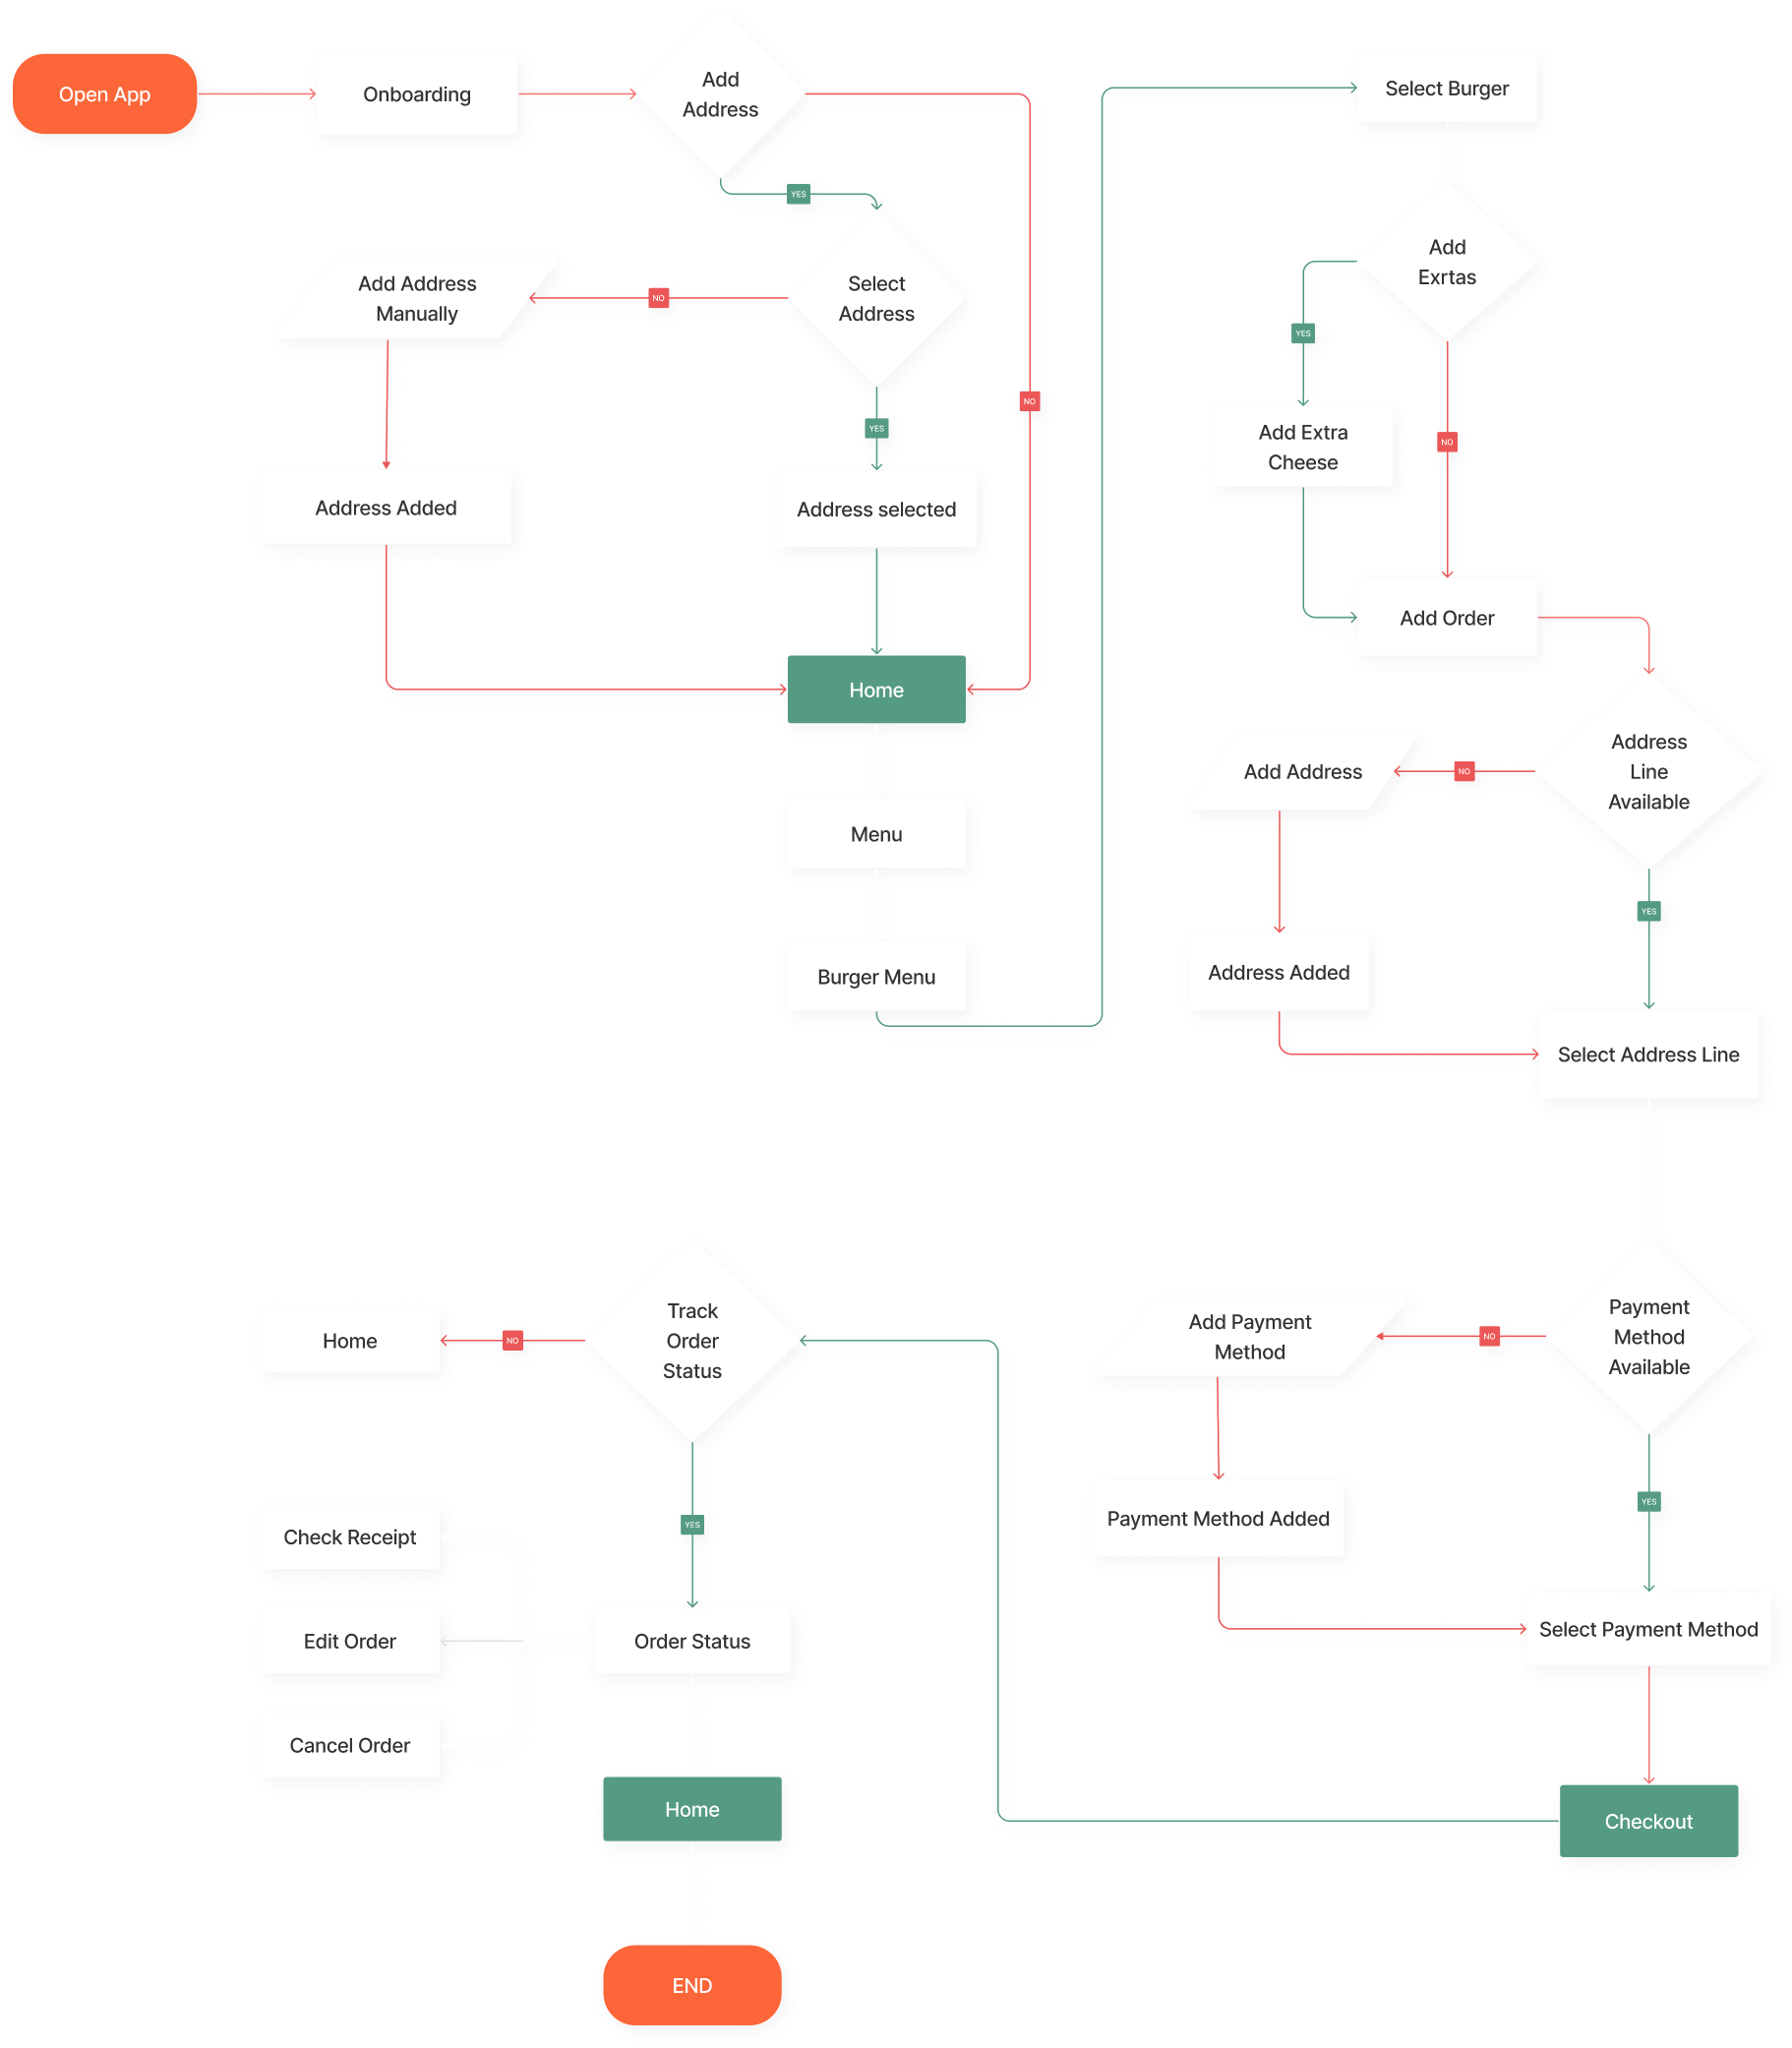 Open App
Onboarding
Add
Address
YES
Select
Address
NO
Add Address
Manually
Address Added
YES
Address selected
NO
Home
Menu
Burger Menu
Select Burger
Add
Exrtas
YES
Add Extra
Cheese
NO
Add Order
Address
Line
Available
NO
Add Address
Address Added
YES
Select Address Line
Payment
Method
Available
NO
Add Payment
Method
Payment Method Added
YES
Select Payment Method
Checkout
Track
Order
Status
NO
Home
YES
Order Status
Check Receipt
Edit Order
Cancel Order
Home
END